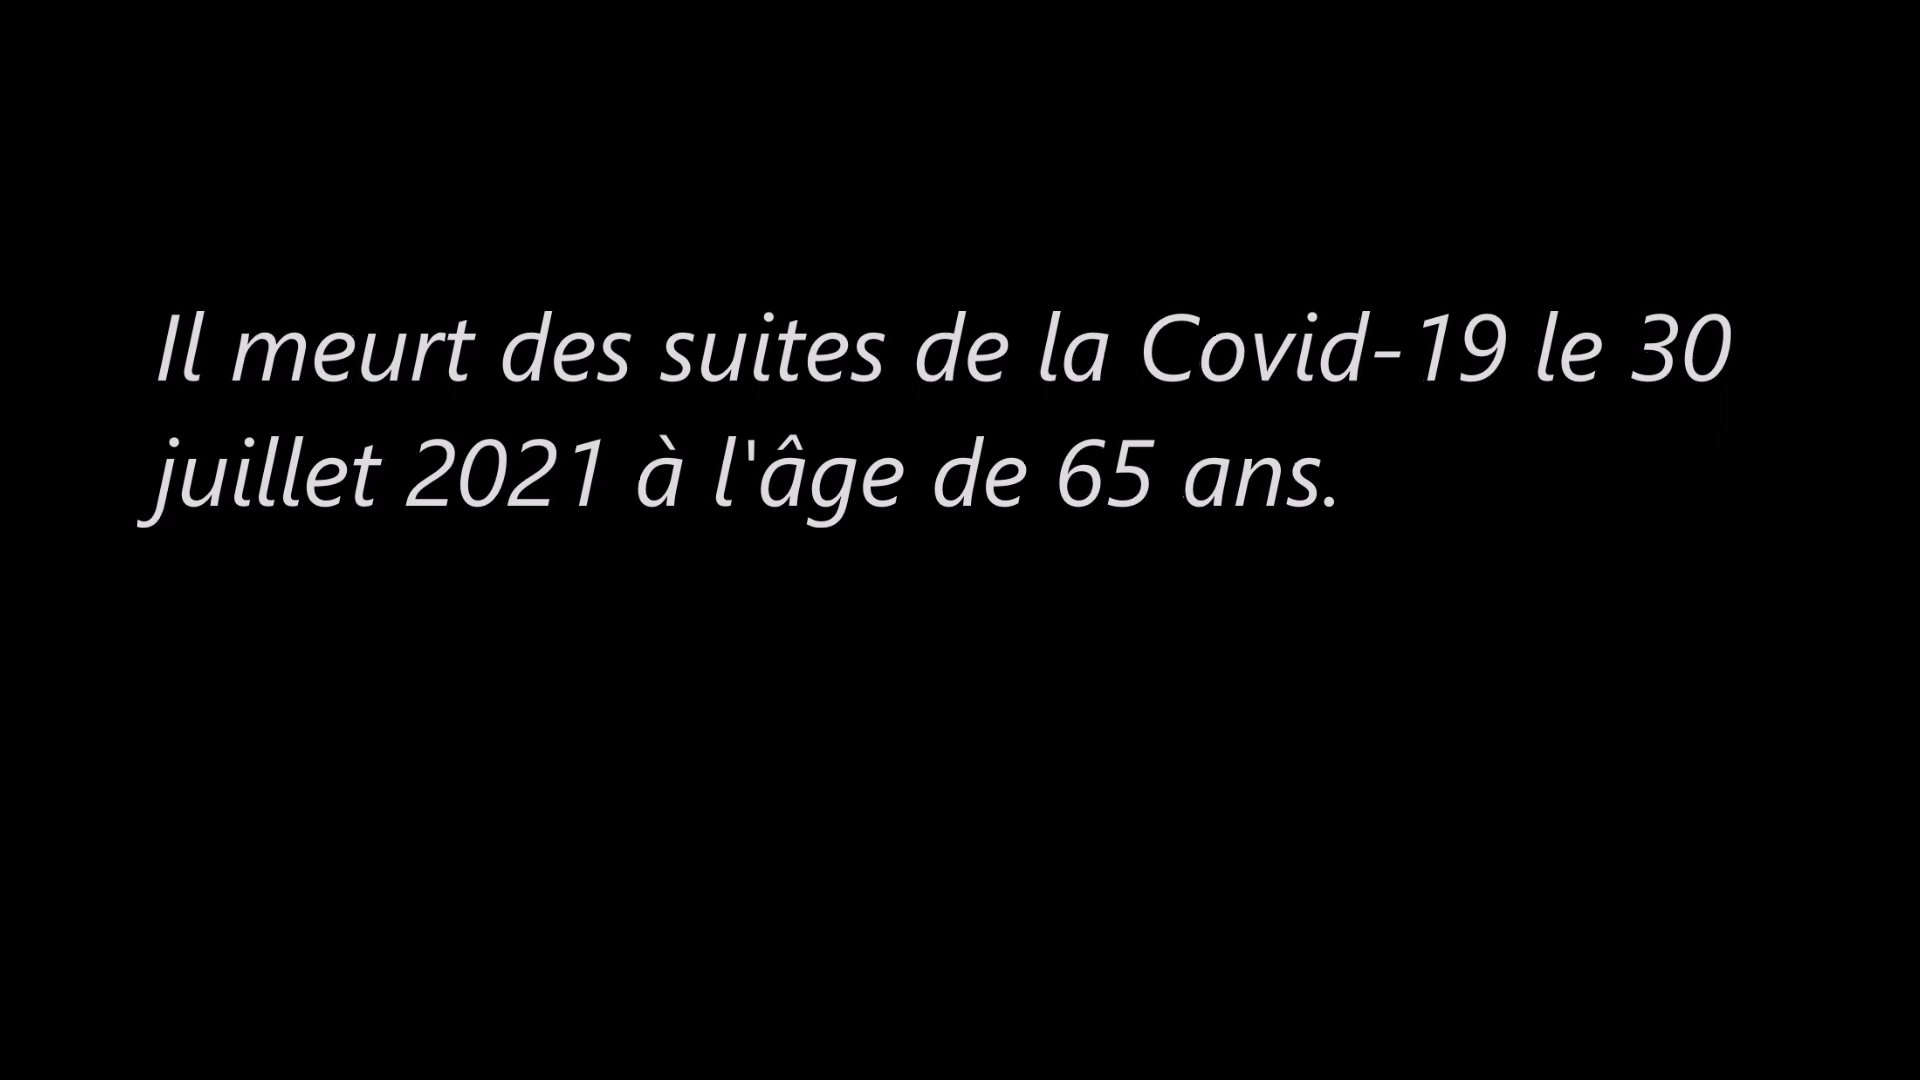 Il meurt des suites de la Covid-19 le 30
juillet 2021 à l'âge de 65 ans.